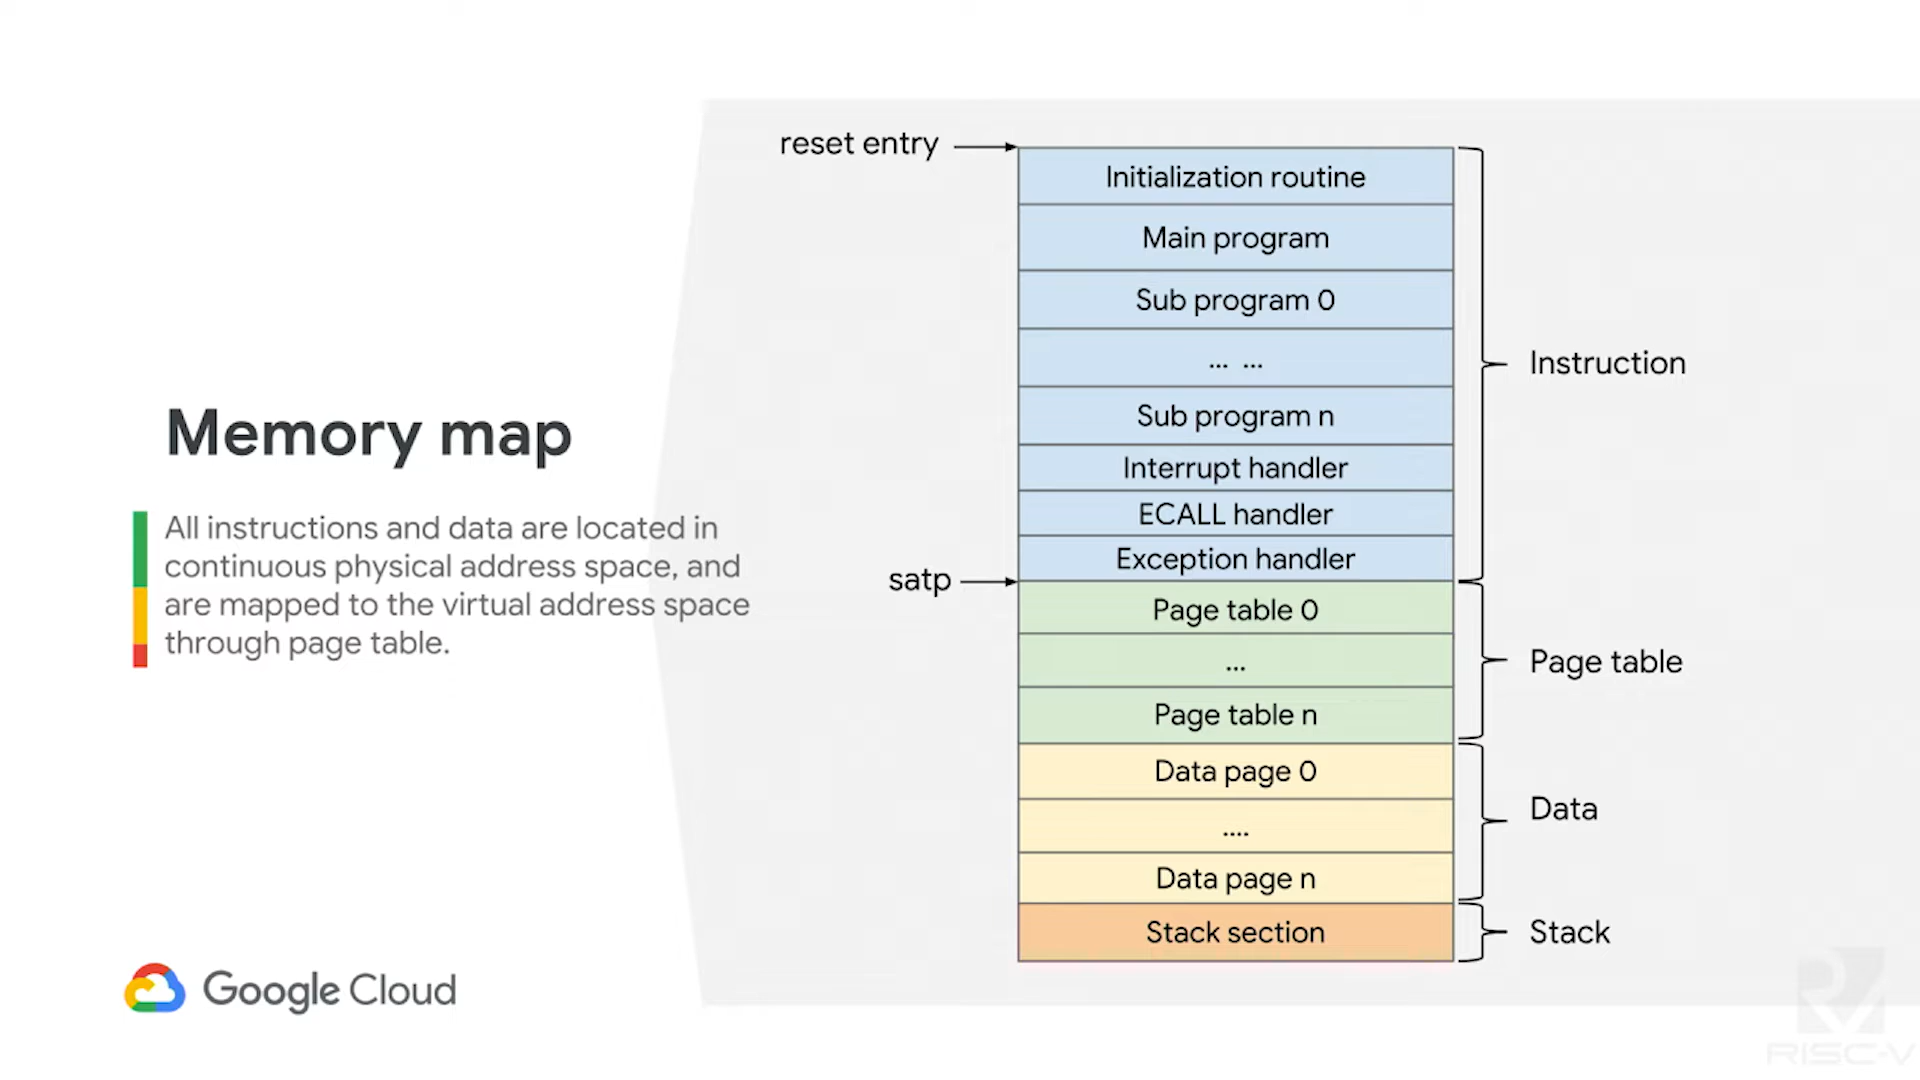 reset entry
Initialization routine
Main program
Sub program 0
... ...
Sub program n
Interrupt handler
ECALL handler
Exception handler
satp
Page table 0
...
Page table n
Data page 0
....
Data page n
Stack section
Instruction
Page table
Data
Stack
Memory map
All instructions and data are located in
continuous physical address space, and
are mapped to the virtual address space
through page table.
Google Cloud
RISC-V